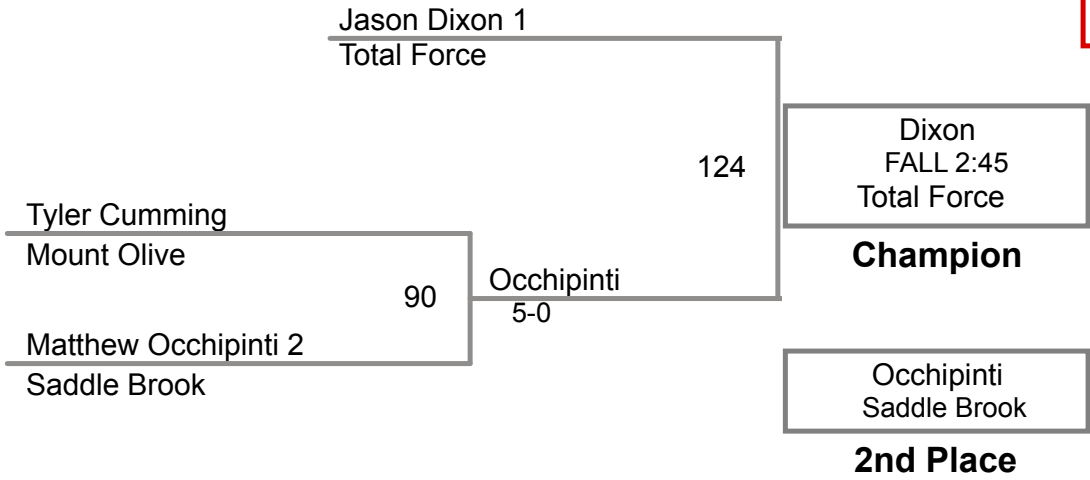 Jason Dixon 1
Total Force
Dixon
FALL 2:45
Total Force
124
Champion
Tyler Cumming
Mount Olive
90
Occhipinti
5-0
Matthew Occhipinti 2
Saddle Brook
Occhipinti
Saddle Brook
2nd Place